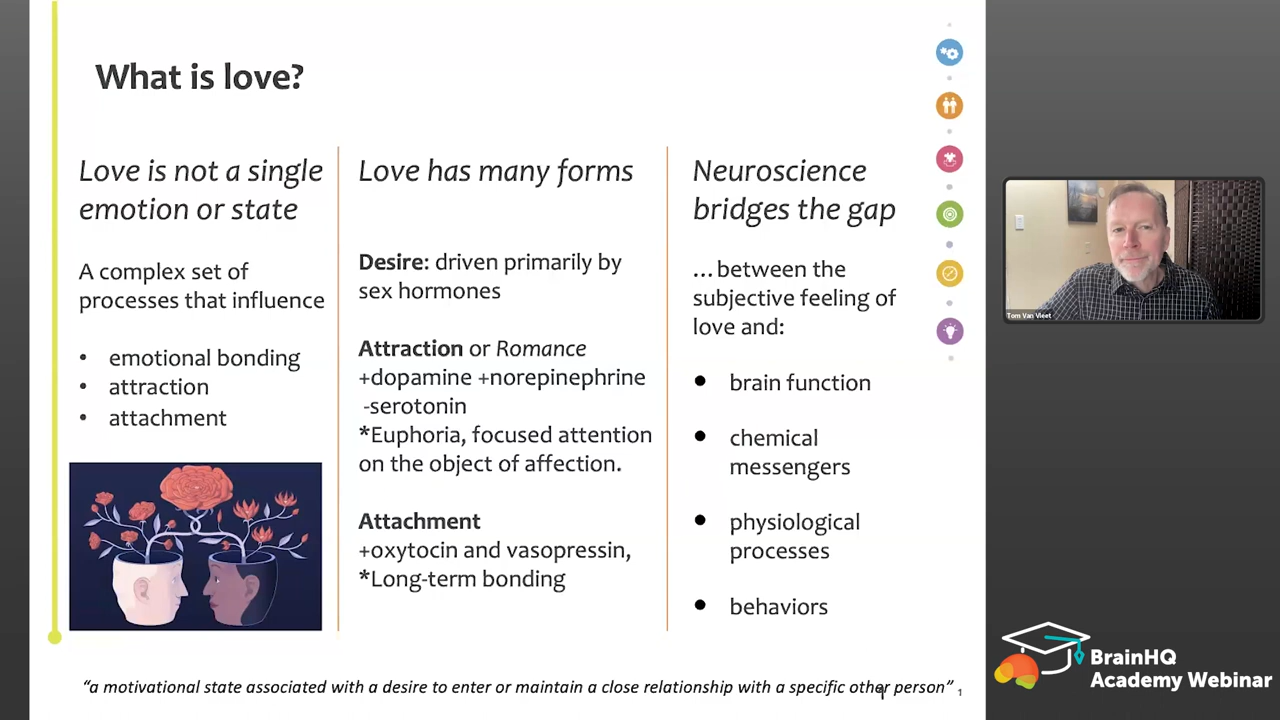 What is love?
Love is not a single
emotion or state
A complex set of
processes that influence
• emotional bonding
• attraction
• attachment
Love has many forms
Desire: driven primarily by
sex hormones
Attraction or Romance
+dopamine +norepinephrine
-serotonin
*Euphoria, focused attention
on the object of affection.
Attachment
+oxytocin and vasopressin,
*Long-term bonding
Neuroscience
bridges the gap
…between the
subjective feeling of
love and:
● brain function
● chemical
messengers
● physiological
processes
● behaviors
“a motivational state associated with a desire to enter or maintain a close relationship with a specific other person”
1
Tom Van Vleet
BrainHQ
Academy Webinar